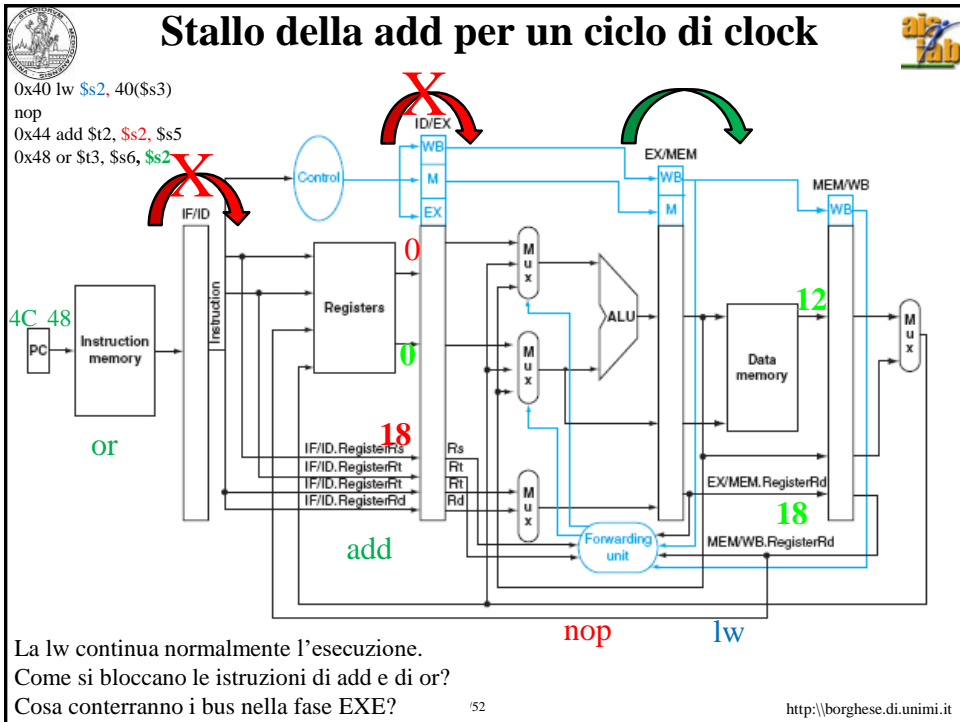 Stallo della add per un ciclo di clock
0x40 lw $s2, 40($s3)
nop
0x44 add $t2, $s2, $s5
0x48 or $t3, $s6, $s2
X
X
ID/EX
WB
M
EX
Control
EX/MEM
WB
M
MEM/WB
WB
IF/ID
4C 48
PC
Instruction memory
or
Instruction
Registers
0
0
18
Mux
Mux
Mux
ALU
12
Data memory
Mux
IF/ID.RegisterRs
Rs
IF/ID.RegisterRt
Rt
IF/ID.RegisterRt
Rt
IF/ID.RegisterRd
Rd
add
EX/MEM.RegisterRd
18
Forwarding unit
MEM/WB.RegisterRd
nop
lw
La lw continua normalmente l'esecuzione.
Come si bloccano le istruzioni di add e di or?
Cosa conterranno i bus nella fase EXE?
/52
http:\\borghese.di.unimi.it